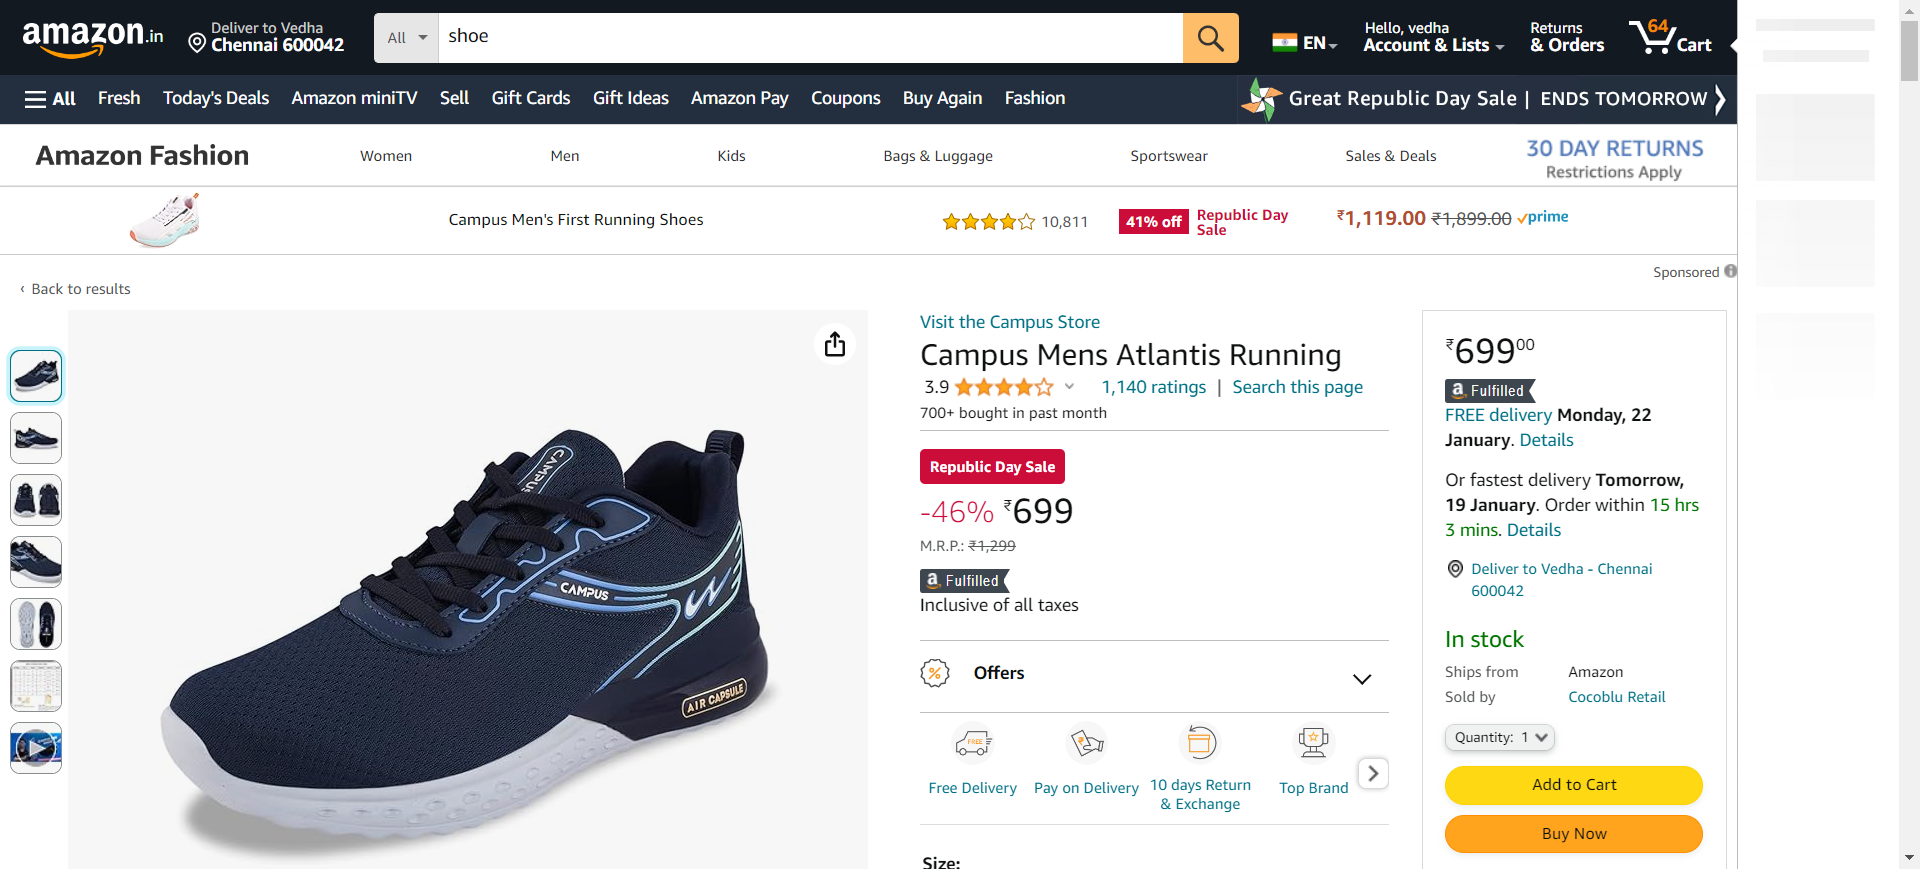 amazon.in
Deliver to Vedha
Chennai 600042
All
shoe
EN
Hello, vedha
Account & Lists
Returns
& Orders
64
Cart
All
Fresh
Today's Deals
Amazon miniTV
Sell
Gift Cards
Gift Ideas
Amazon Pay
Coupons
Buy Again
Fashion
Great Republic Day Sale | ENDS TOMORROW
Amazon Fashion
Women
Men
Kids
Bags & Luggage
Sportswear
Sales & Deals
30 DAY RETURNS
Restrictions Apply
Campus Men's First Running Shoes
10,811
41% off
Republic Day
Sale
₹1,119.00 ₹1,899.00 prime
Sponsored
‹ Back to results
CAMPUS
CAMPUS
AIR CAPSULE
Visit the Campus Store
Campus Mens Atlantis Running
3.9
1,140 ratings | Search this page
700+ bought in past month
Republic Day Sale
-46% ₹699
M.R.P.: ₹1,299
a Fulfilled
Inclusive of all taxes
Offers
FREE
Free Delivery
Pay on Delivery
10 days Return
& Exchange
Top Brand
Size:
₹69900
a Fulfilled
FREE delivery Monday, 22
January. Details
Or fastest delivery Tomorrow,
19 January. Order within 15 hrs
3 mins. Details
Deliver to Vedha - Chennai
600042
In stock
Ships from Amazon
Sold by Cocoblu Retail
Quantity: 1
Add to Cart
Buy Now